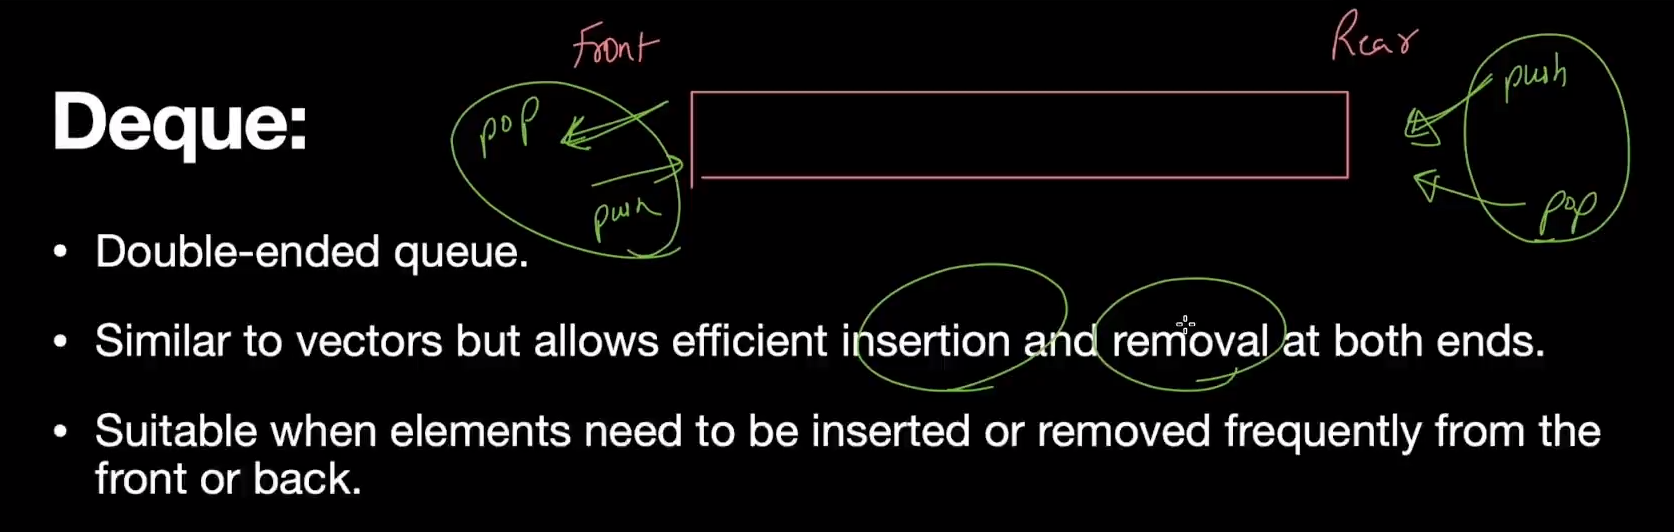 Front
Rear
push
pop
Deque:
push
pop
• Double-ended queue.
• Similar to vectors but allows efficient insertion and removal at both ends.
• Suitable when elements need to be inserted or removed frequently from the
front or back.